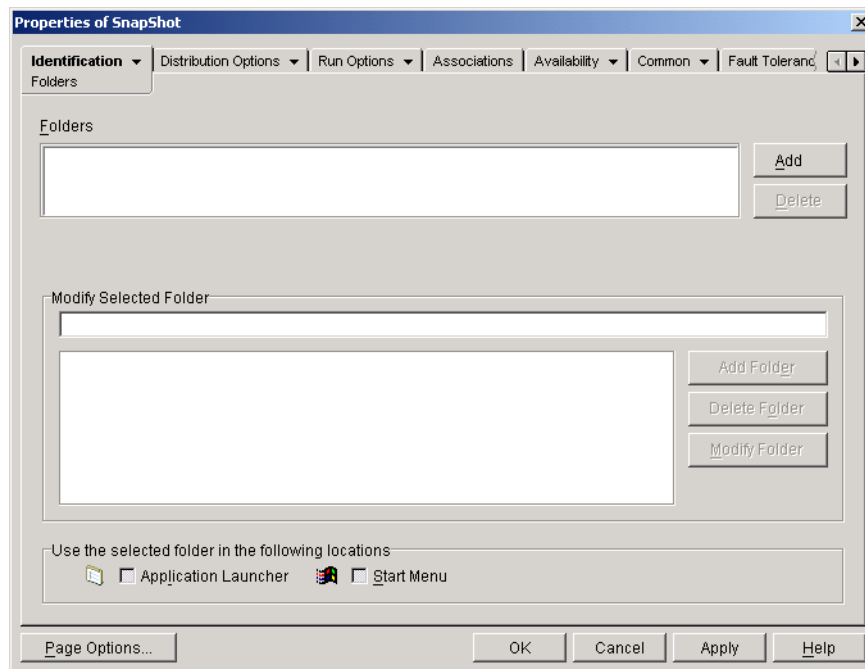 Properties of SnapShot
Identification Distribution Options Run Options Associations Availability Common Fault
Folders
Folders
Add
Delete
Modify Selected Folder
Add Folder
Delete Folder
Modify Folder
Use the selected folder in the following locations
Application Launcher Start Menu
Page Options... OK Cancel Apply Help